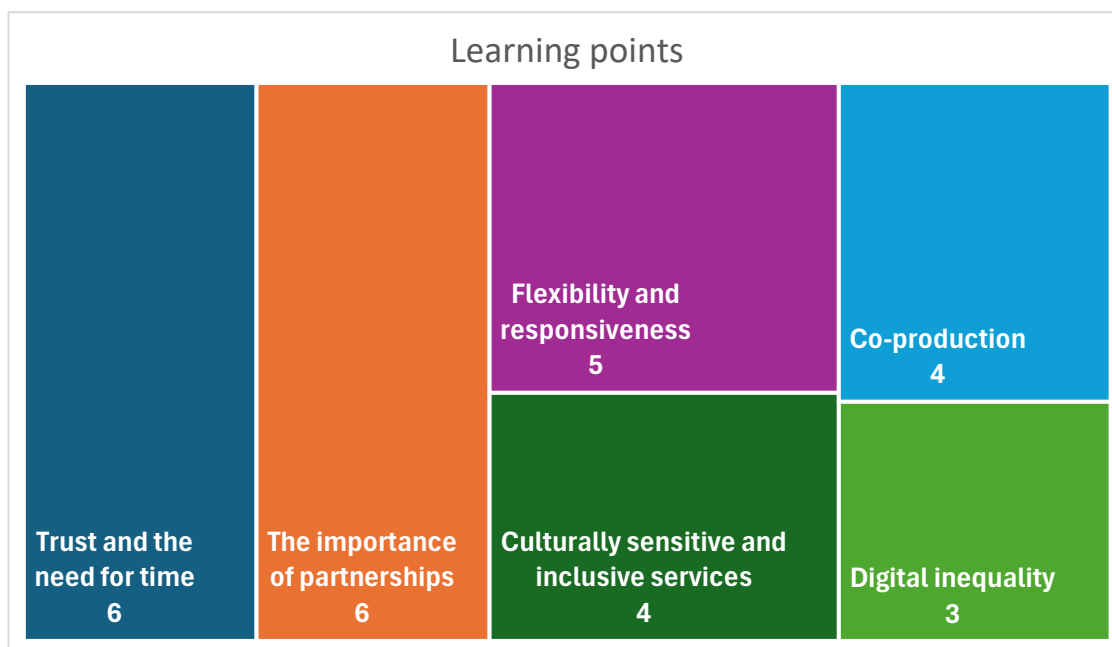 Learning points
Trust and the
need for time
6
The importance
of partnerships
6
Flexibility and
responsiveness
5
Culturally sensitive and
inclusive services
4
Co-production
4
Digital inequality
3